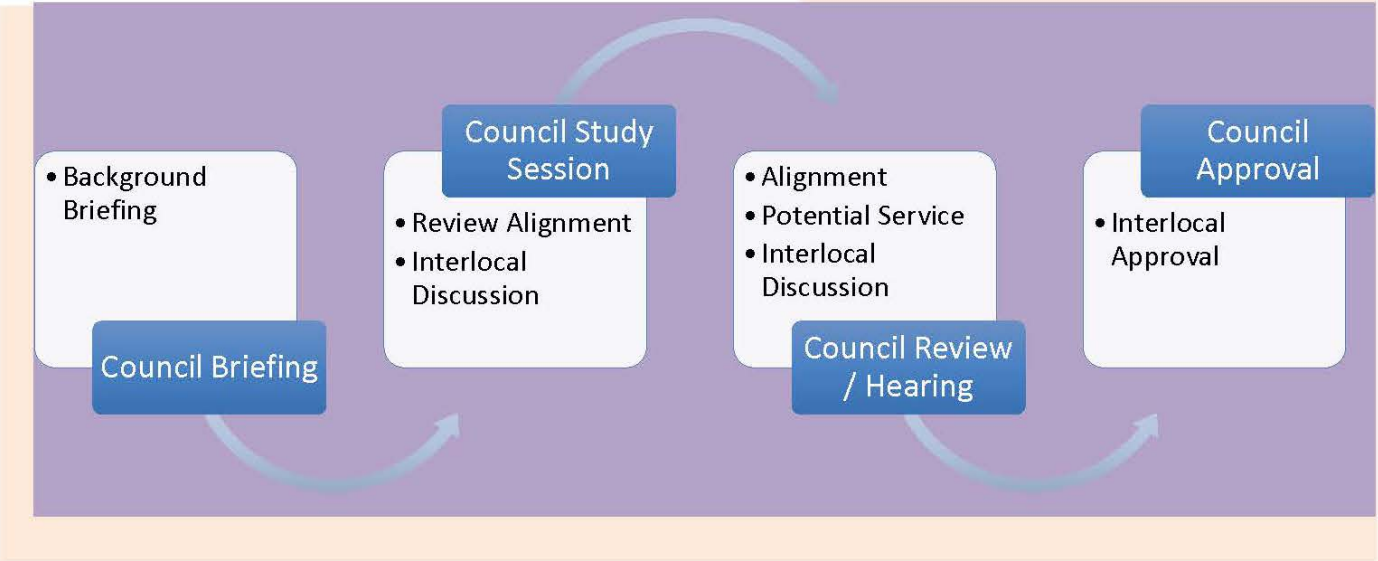 • Background
Briefing
Council Briefing
Council Study
Session
• Review Alignment
• Interlocal
Discussion
• Alignment
• Potential Service
• Interlocal
Discussion
Council Review
/ Hearing
Council
Approval
• Interlocal
Approval